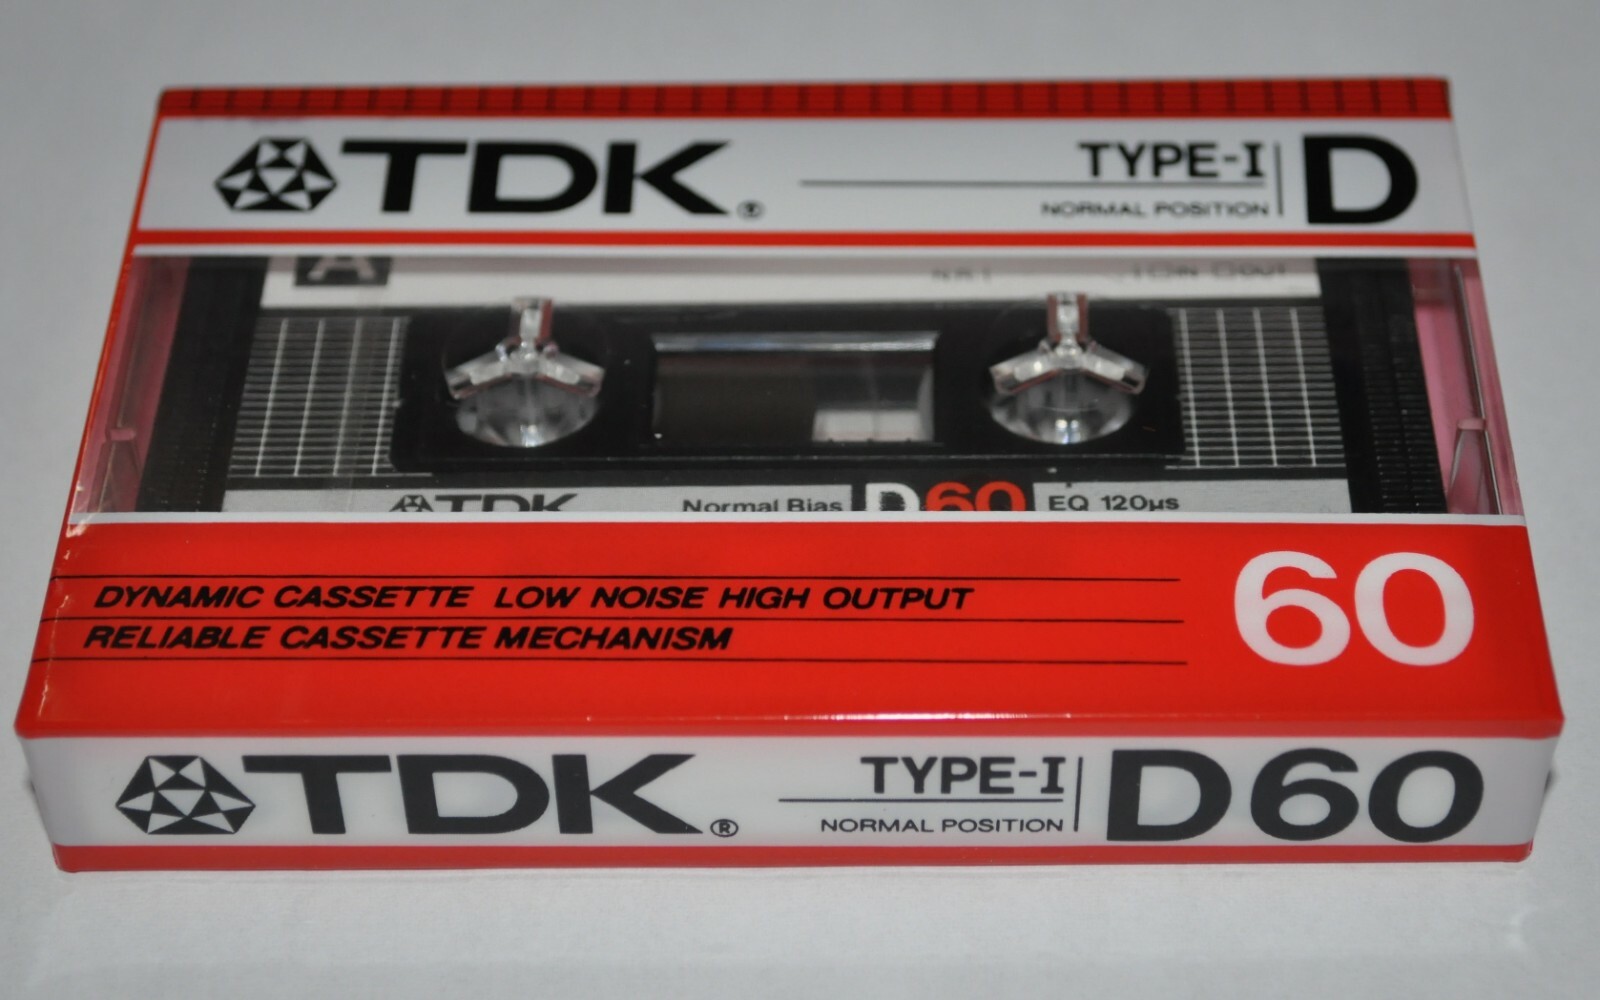 TDK®
TYPE-I
NORMAL POSITION
D
A
TDK
Normal Bias
D60
EQ 120µs
60
DYNAMIC CASSETTE LOW NOISE HIGH OUTPUT
RELIABLE CASSETTE MECHANISM
TDK®
TYPE-I
NORMAL POSITION
D60